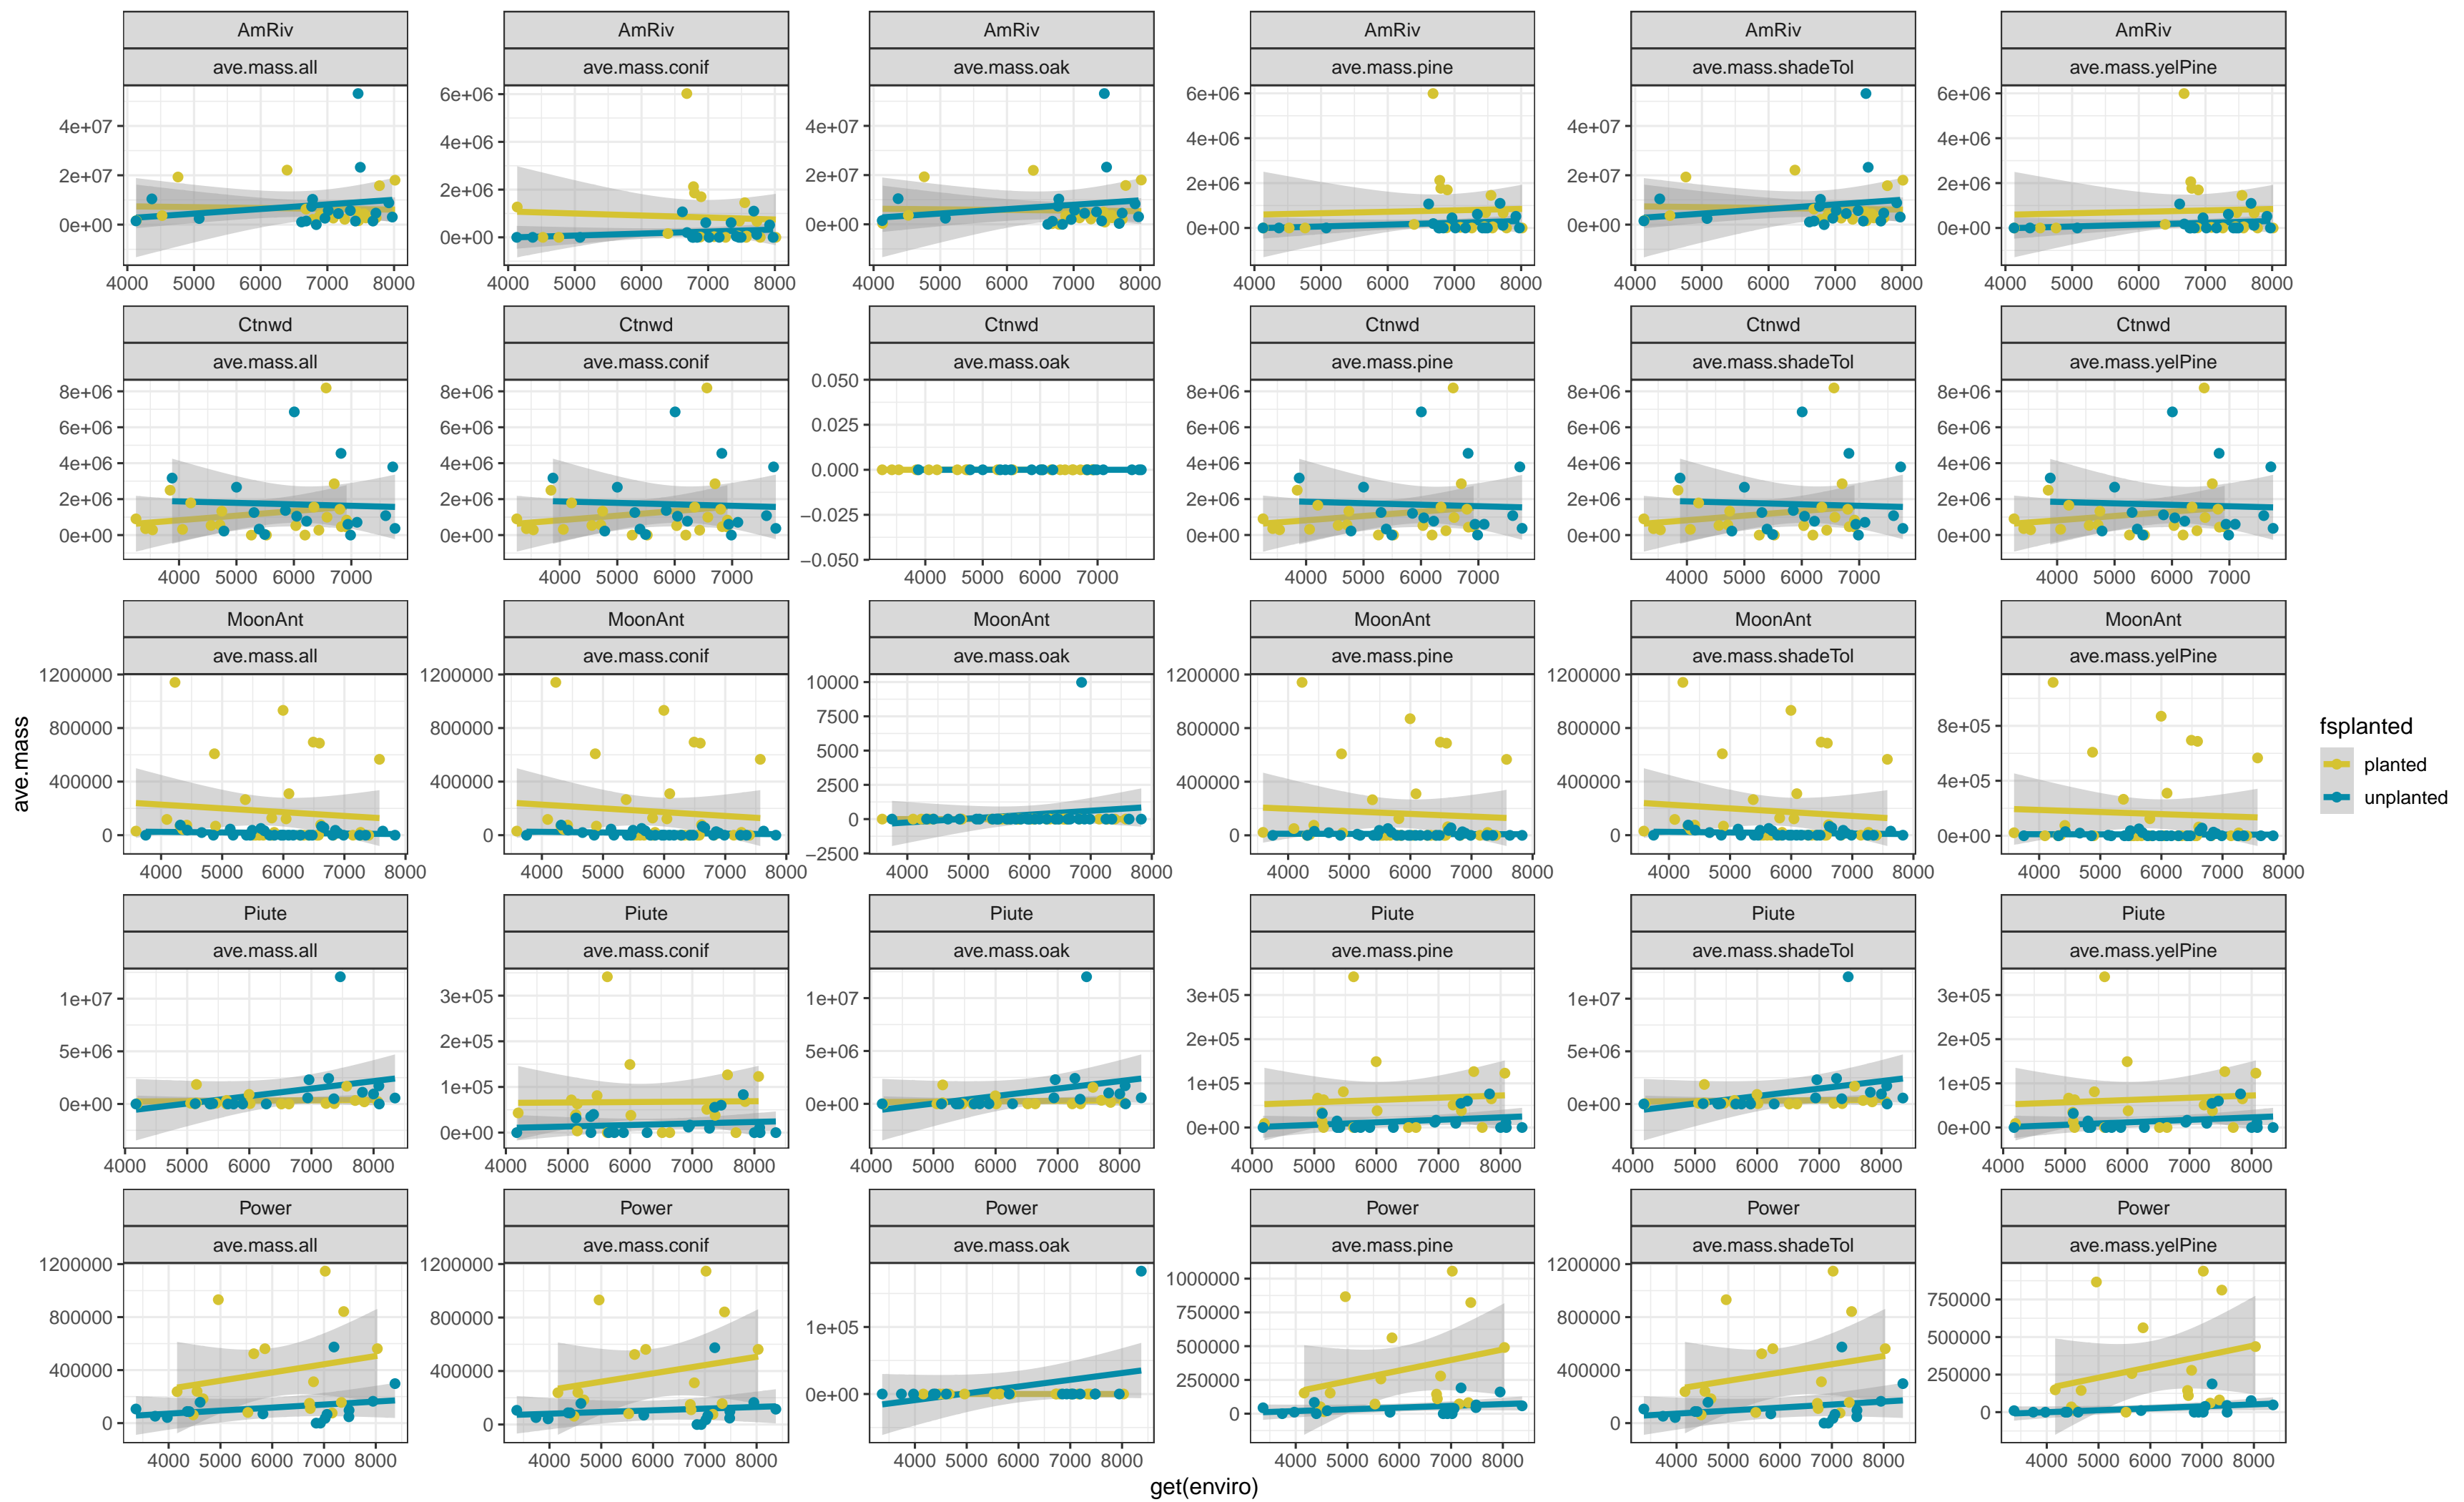 AmRiv AmRiv AmRiv AmRiv AmRiv AmRiv
ave.mass.all ave.mass.conif ave.mass.oak ave.mass.pine ave.mass.shadeTol ave.mass.yelPine
6e+06 6e+06 6e+06
4e+07 4e+06 4e+07 4e+06 4e+07 4e+06
2e+07 2e+06 2e+07 2e+06 2e+07 2e+06
0e+00 0e+00 0e+00 0e+00 0e+00 0e+00
4000 5000 6000 7000 8000 4000 5000 6000 7000 8000 4000 5000 6000 7000 8000 4000 5000 6000 7000 8000 4000 5000 6000 7000 8000 4000 5000 6000 7000 8000
Ctnwd Ctnwd Ctnwd Ctnwd Ctnwd Ctnwd
ave.mass.all ave.mass.conif ave.mass.oak ave.mass.pine ave.mass.shadeTol ave.mass.yelPine
8e+06 8e+06 0.050 8e+06 8e+06 8e+06
6e+06 6e+06 0.025 6e+06 6e+06 6e+06
4e+06 4e+06 0.000 4e+06 4e+06 4e+06
2e+06 2e+06 −0.025 2e+06 2e+06 2e+06
0e+00 0e+00 −0.050 0e+00 0e+00 0e+00
4000 5000 6000 7000 4000 5000 6000 7000 4000 5000 6000 7000 4000 5000 6000 7000 4000 5000 6000 7000 4000 5000 6000 7000
MoonAnt MoonAnt MoonAnt MoonAnt MoonAnt MoonAnt
ave.mass.all ave.mass.conif ave.mass.oak ave.mass.pine ave.mass.shadeTol ave.mass.yelPine
1200000 1200000 10000 1200000 1200000
800000 800000 7500 800000 800000 8e+05
5000
400000 400000 2500 400000 400000 4e+05
0 0 0 0 0 0e+00
−2500
4000 5000 6000 7000 8000 4000 5000 6000 7000 8000 4000 5000 6000 7000 8000 4000 5000 6000 7000 8000 4000 5000 6000 7000 8000 4000 5000 6000 7000 8000
ave.mass
fsplanted
planted
unplanted
Piute Piute Piute Piute Piute Piute
ave.mass.all ave.mass.conif ave.mass.oak ave.mass.pine ave.mass.shadeTol ave.mass.yelPine
1e+07 3e+05 1e+07 3e+05 1e+07 3e+05
2e+05 2e+05 2e+05
5e+06 1e+05 5e+06 1e+05 5e+06 1e+05
0e+00 0e+00 0e+00 0e+00 0e+00 0e+00
4000 5000 6000 7000 8000 4000 5000 6000 7000 8000 4000 5000 6000 7000 8000 4000 5000 6000 7000 8000 4000 5000 6000 7000 8000 4000 5000 6000 7000 8000
Power Power Power Power Power Power
ave.mass.all ave.mass.conif ave.mass.oak ave.mass.pine ave.mass.shadeTol ave.mass.yelPine
1200000 1200000 1000000 1200000
800000 800000 1e+05 750000 800000 750000
500000 500000
400000 400000 250000 400000 250000
0 0 0e+00 0 0 0
4000 5000 6000 7000 8000 4000 5000 6000 7000 8000 4000 5000 6000 7000 8000 4000 5000 6000 7000 8000 4000 5000 6000 7000 8000 4000 5000 6000 7000 8000
get(enviro)